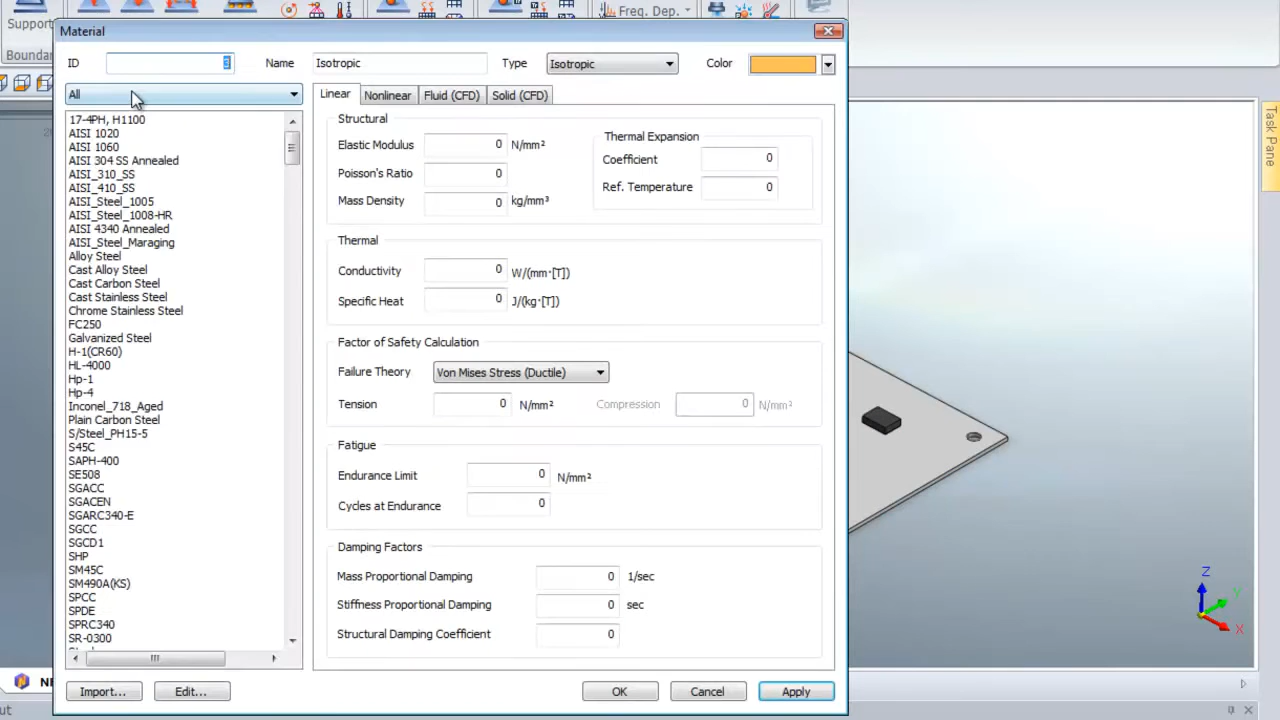 Support
Boundar
Freq. Dep.
Material
ID 3 Name Isotropic Type Isotropic Color
All
Linear Nonlinear Fluid (CFD) Solid (CFD)
17-4PH, H1100
AISI 1020
AISI 1060
AISI 304 SS Annealed
AISI_310_SS
AISI_410_SS
AISI_Steel_1005
AISI_Steel_1008-HR
AISI 4340 Annealed
AISI_Steel_Maraging
Alloy Steel
Cast Alloy Steel
Cast Carbon Steel
Cast Stainless Steel
Chrome Stainless Steel
FC250
Galvanized Steel
H-1(CR60)
HL-4000
Hp-1
Hp-4
Inconel_718_Aged
Plain Carbon Steel
S/Steel_PH15-5
S45C
SAPH-400
SE508
SGACC
SGACEN
SGARC340-E
SGCC
SGCD1
SHP
SM45C
SM490A(KS)
SPCC
SPDE
SPRC340
SR-0300
Structural
Elastic Modulus 0 N/mm²
Poisson's Ratio 0
Mass Density 0 kg/mm³
Thermal Expansion
Coefficient 0
Ref. Temperature 0
Thermal
Conductivity 0 W/(mm·[T])
Specific Heat 0 J/(kg·[T])
Factor of Safety Calculation
Failure Theory Von Mises Stress (Ductile)
Tension 0 N/mm² Compression 0 N/mm²
Fatigue
Endurance Limit 0 N/mm²
Cycles at Endurance 0
Damping Factors
Mass Proportional Damping 0 1/sec
Stiffness Proportional Damping 0 sec
Structural Damping Coefficient 0
Import... Edit... OK Cancel Apply
Task Pane
Z
Y
X
NE
ut